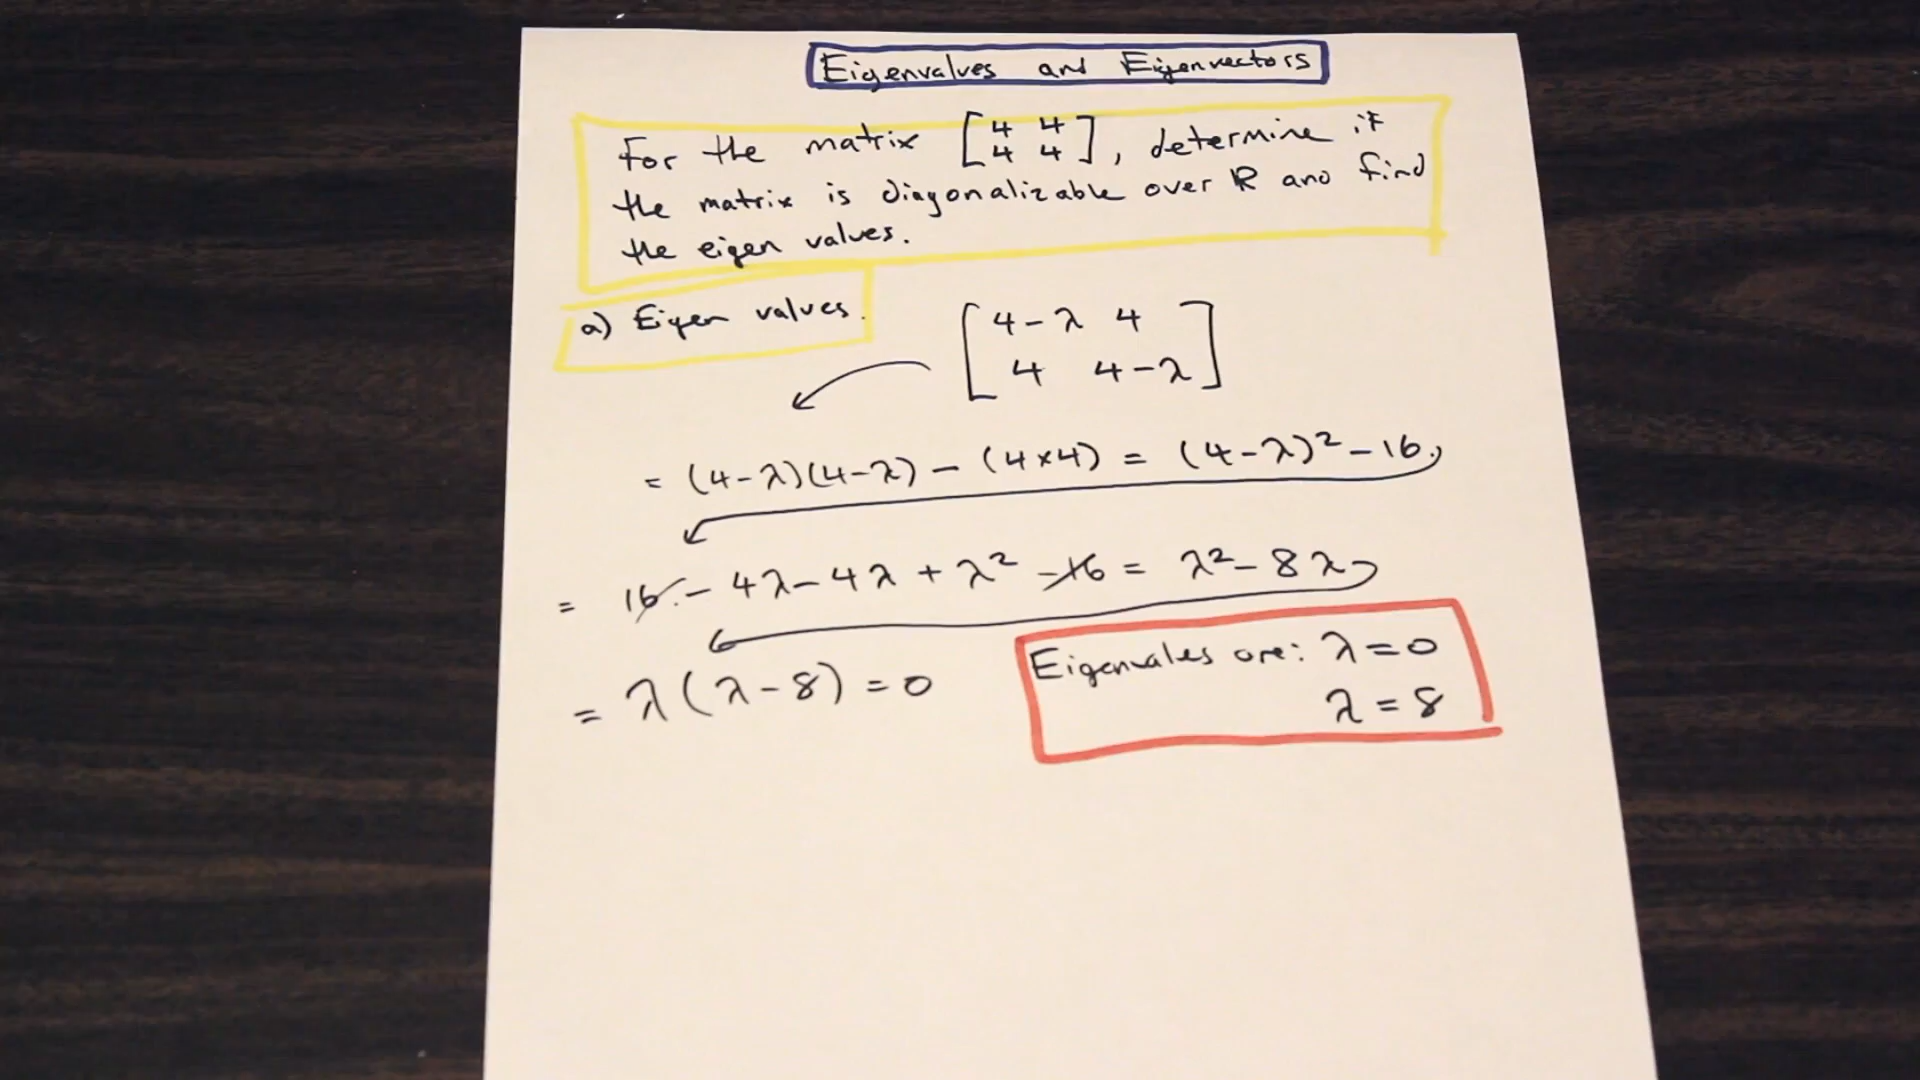 Eigenvalves and Eigenvectors
For the matrix [4 4
4 4], determine if
the matrix is diagonalizable over ℝ and find
the eigen values.
a) Eigen values.
[4-λ 4
4 4-λ]
= (4-λ)(4-λ) - (4×4) = (4-λ)² - 16.
= 16 - 4λ - 4λ + λ² - 16 = λ² - 8λ
= λ(λ-8) = 0
Eigenvales are: λ = 0
λ = 8